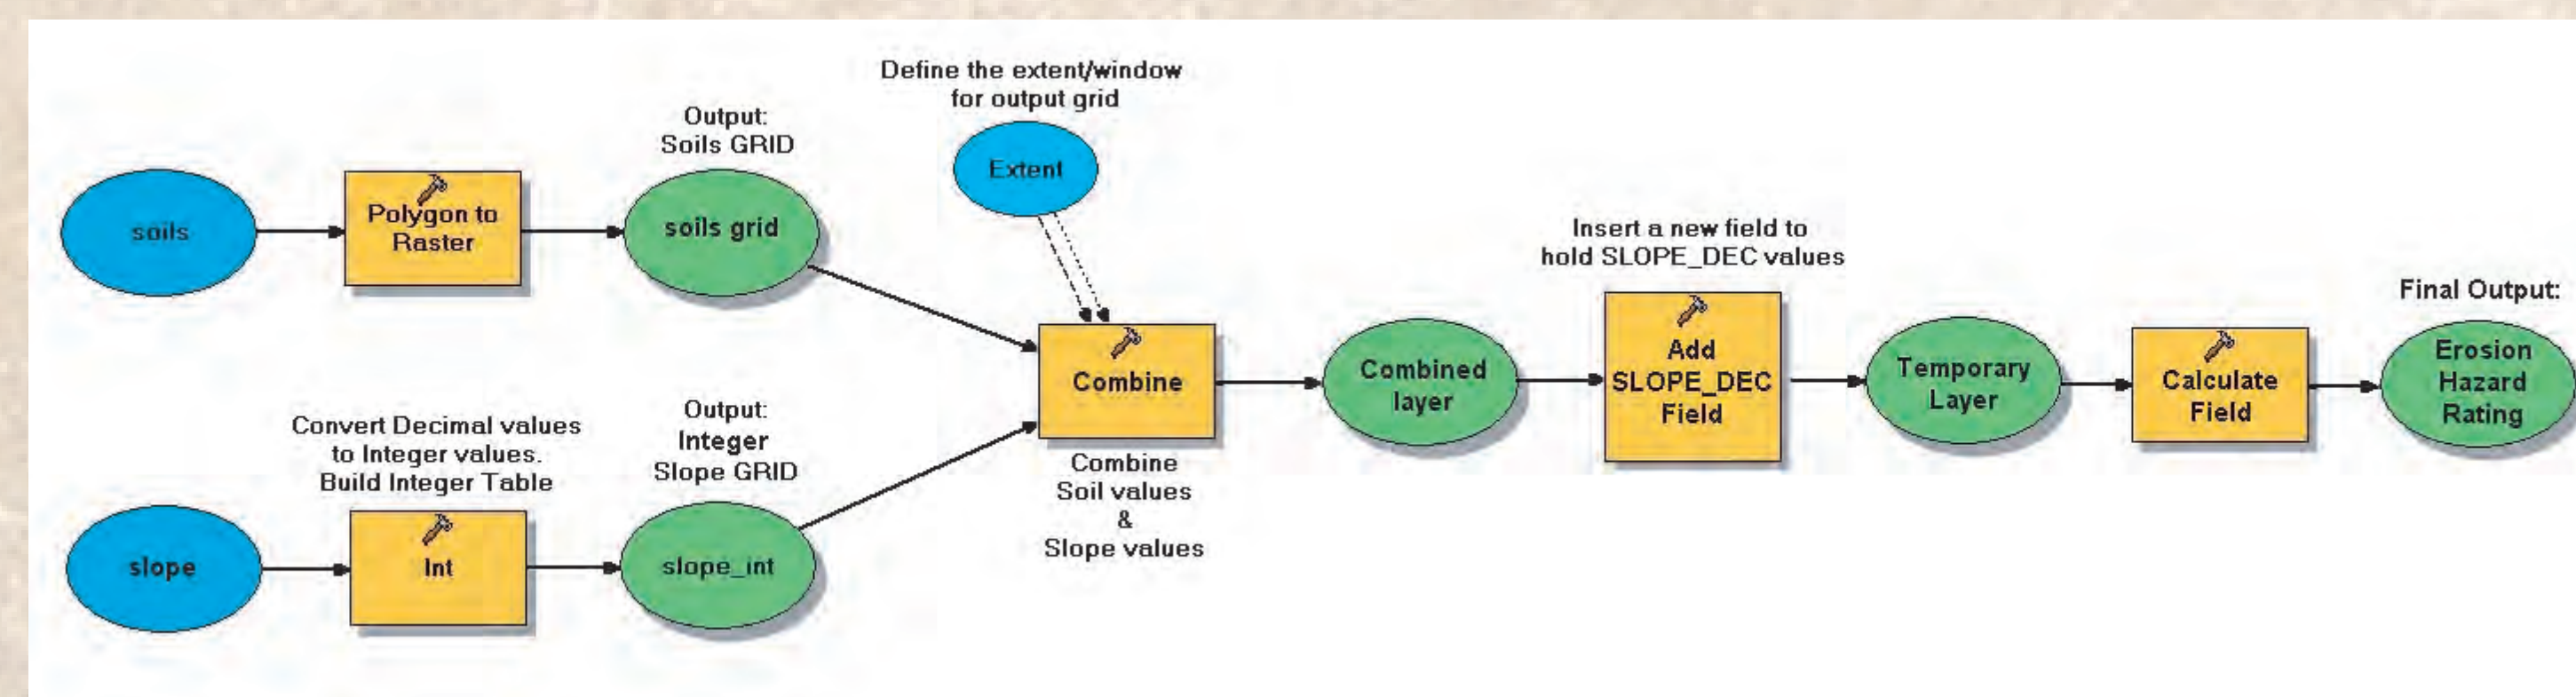 Define the extent/window
for output grid
Output:
Soils GRID
Extent
soils
Polygon to
Raster
soils grid
Insert a new field to
hold SLOPE_DEC values
Final Output:
Combine
Combined
layer
Add
SLOPE_DEC
Field
Temporary
Layer
Calculate
Field
Erosion
Hazard
Rating
Convert Decimal values
to Integer values.
Build Integer Table
Output:
Integer
Slope GRID
Combine
Soil values
&
Slope values
slope
Int
slope_int